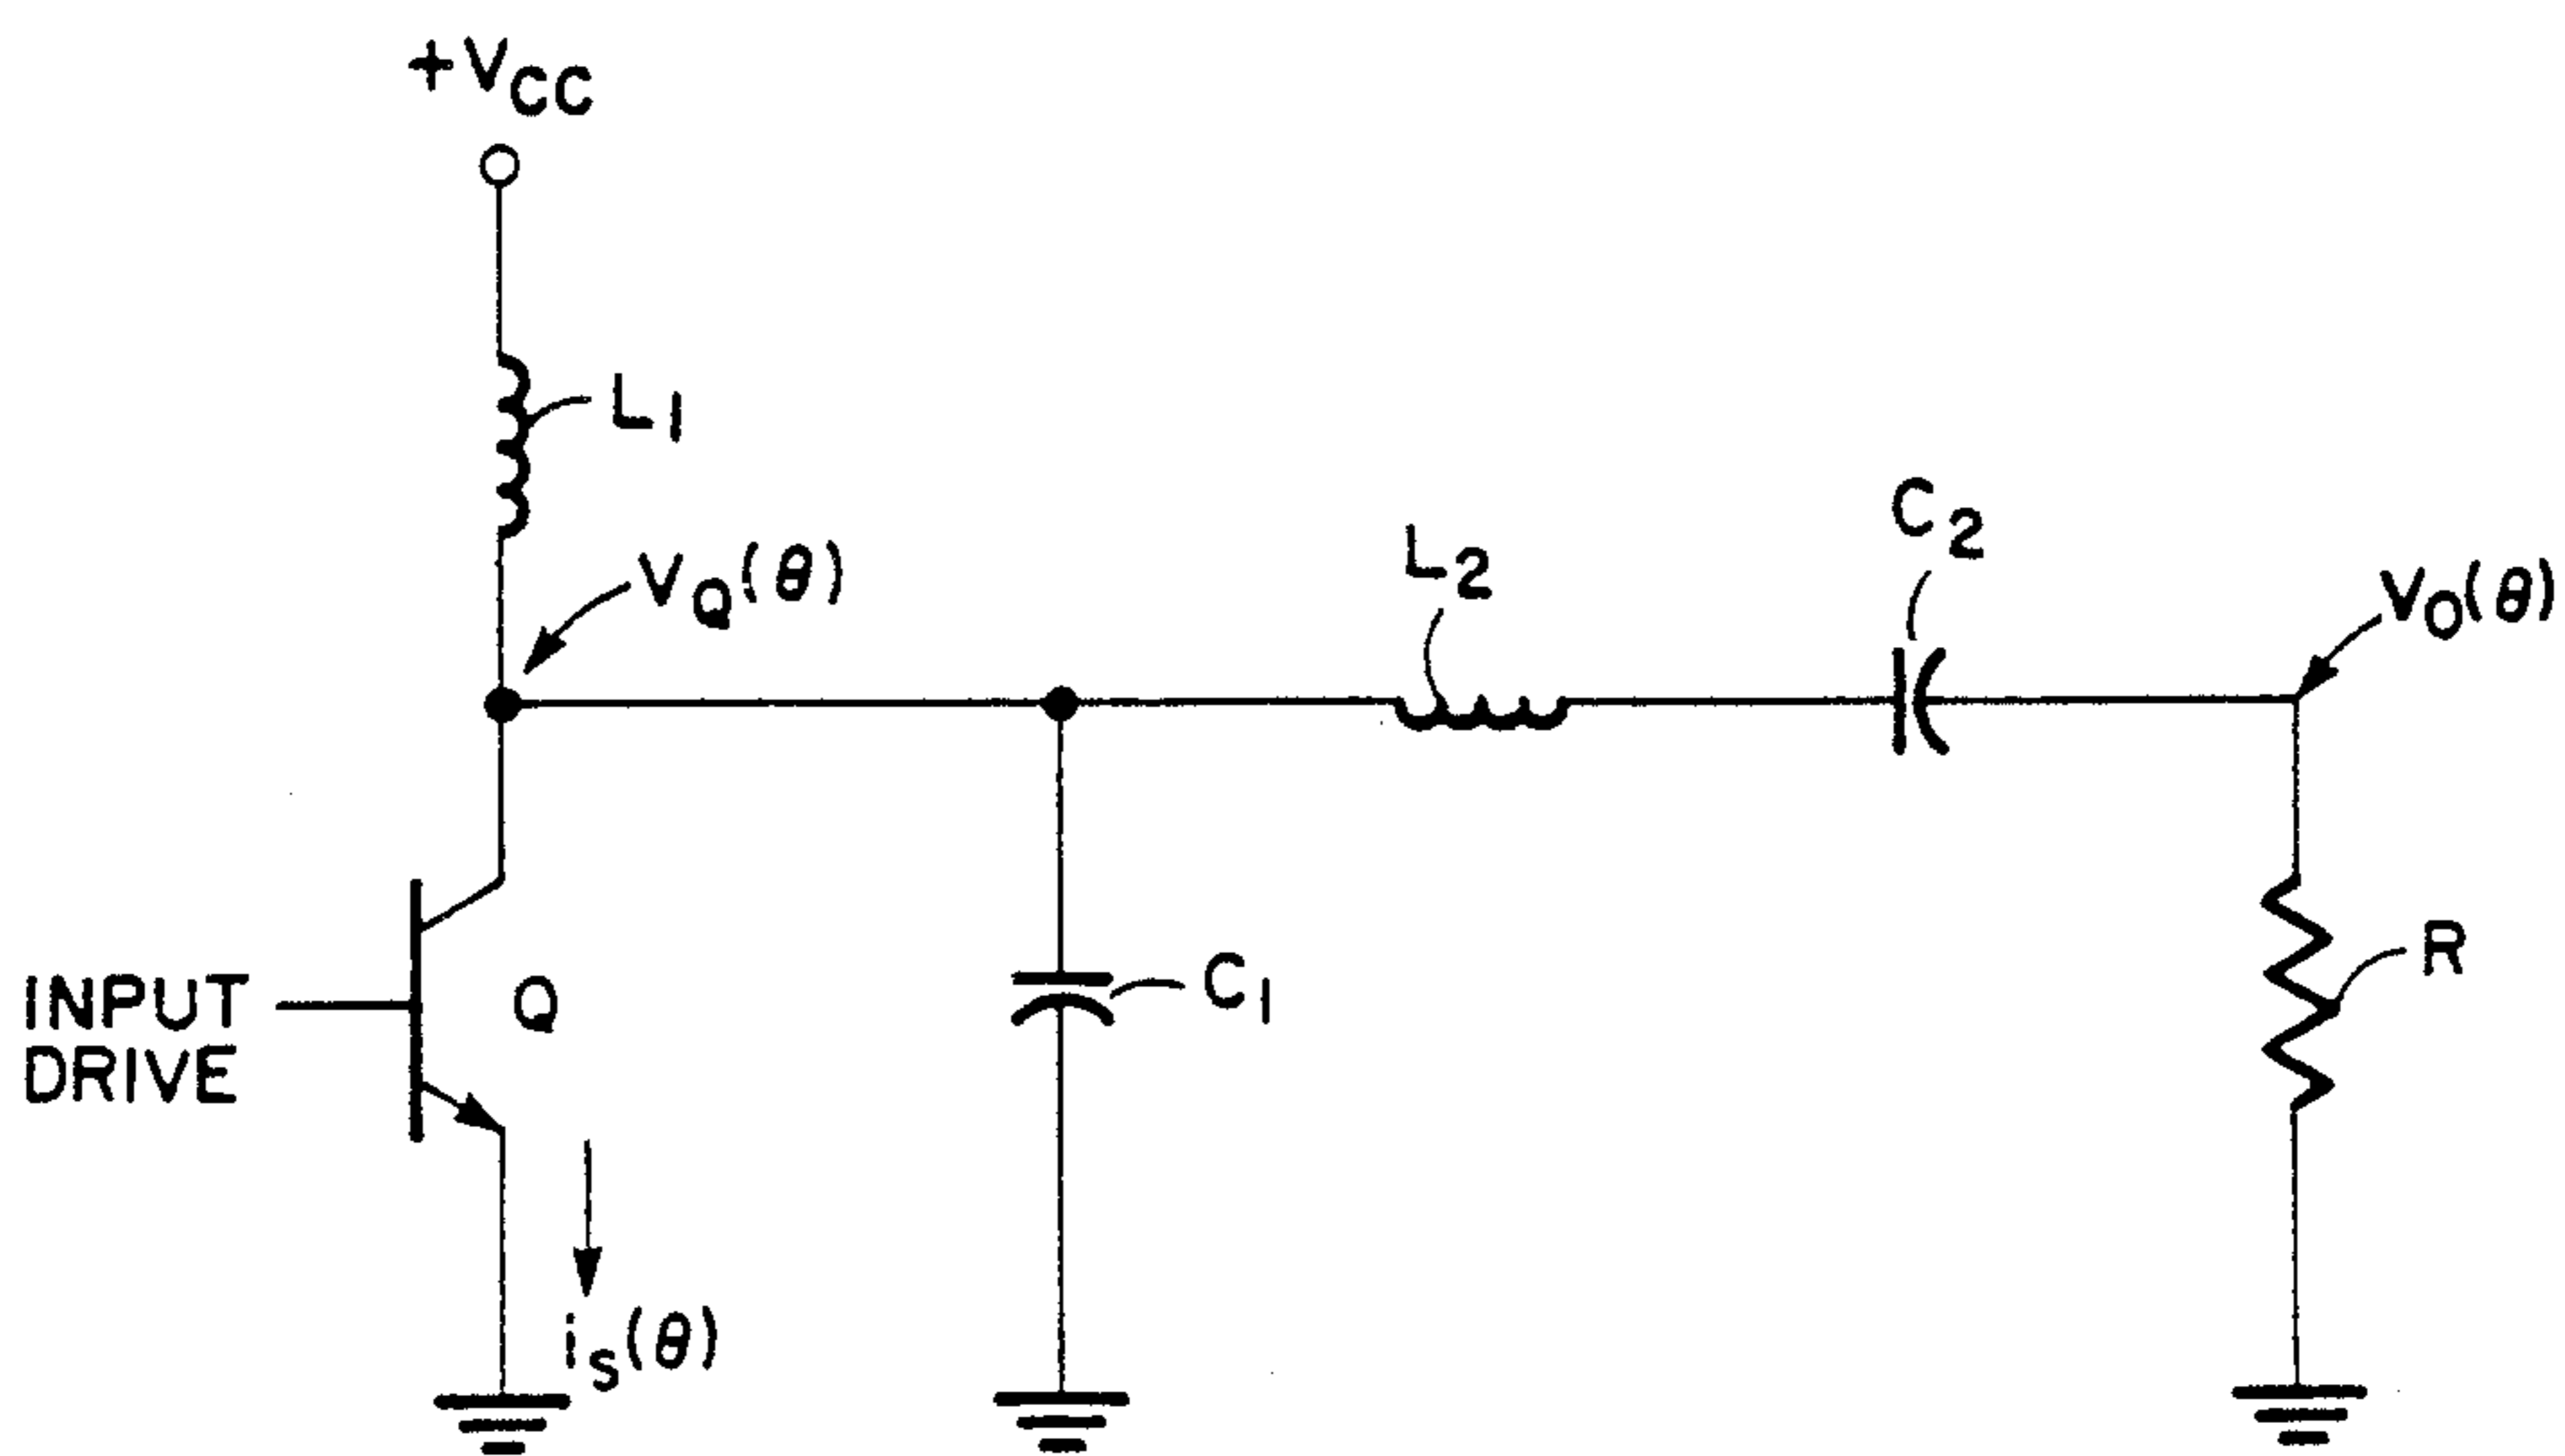 +VCC
L1
VQ(θ)
L2
C2
VO(θ)
INPUT
DRIVE
Q
C1
R
is(θ)